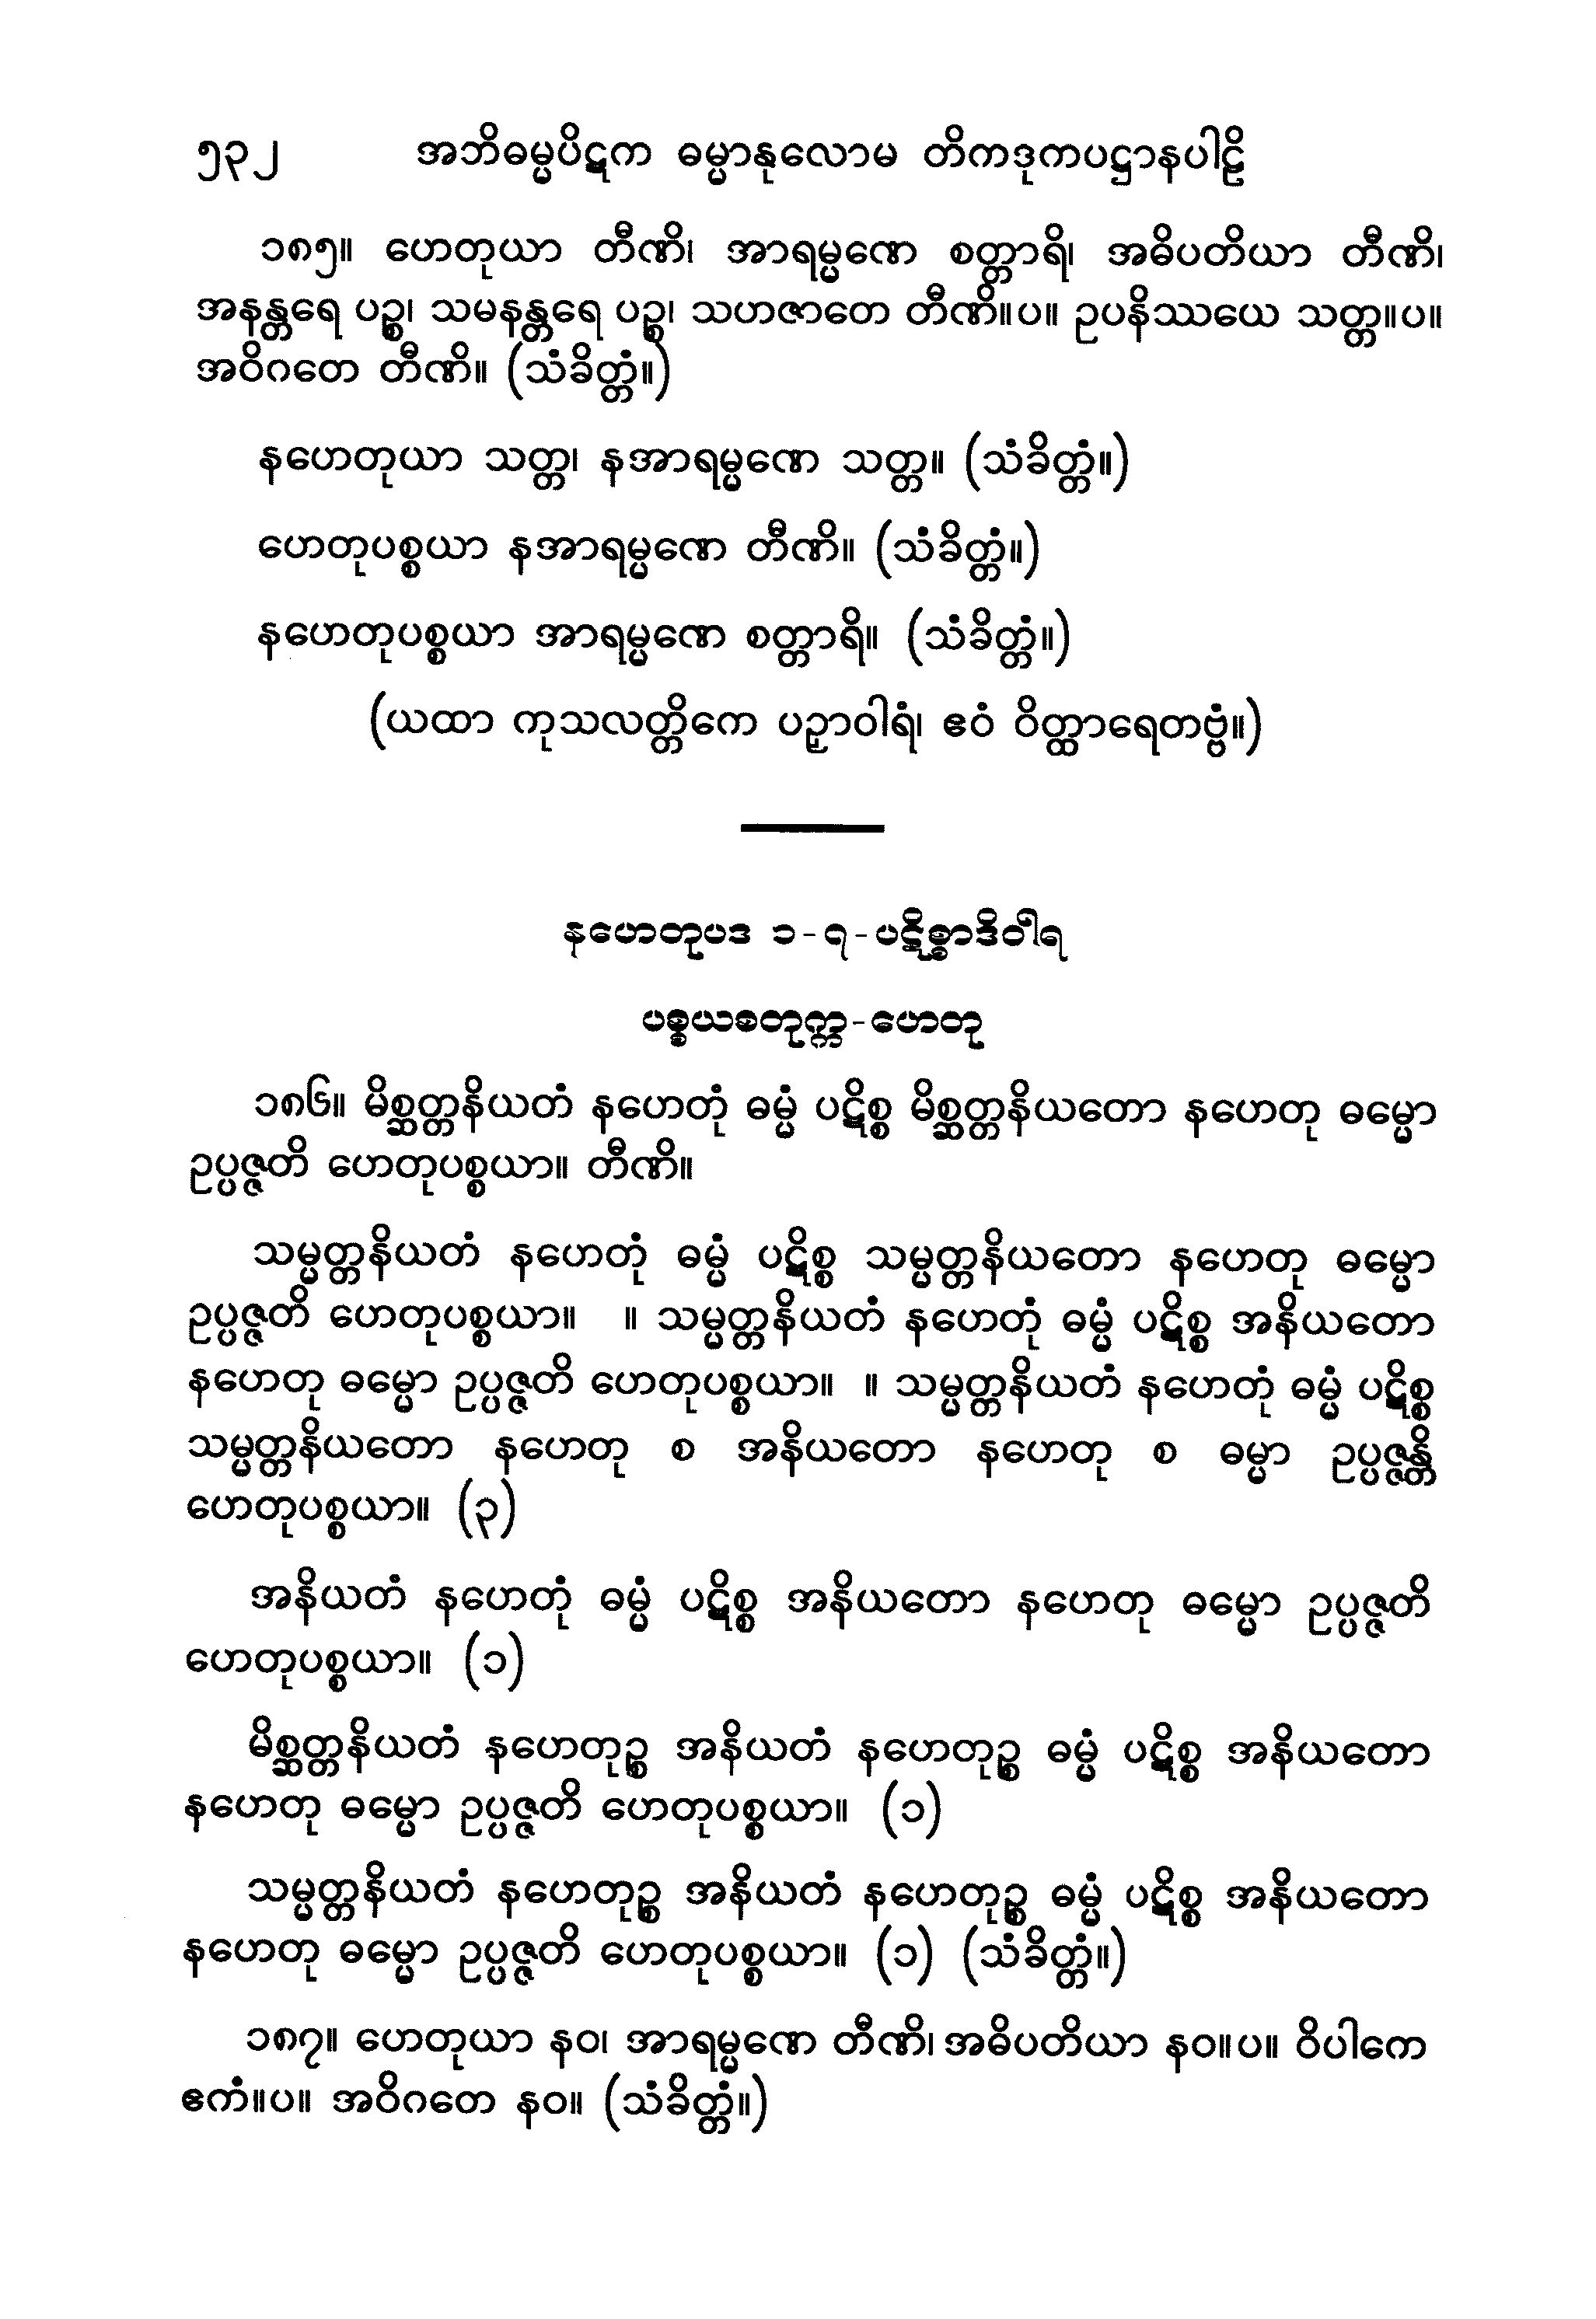 ၅၃၂ အဘိဓမ္မပိဋက ဓမ္မာနုလောမ တိကဒုကပဋ္ဌာနပါဠိ
၁၈၅။ ဟေတုယာ တီဏိ၊ အာရမ္မဏေ စတ္တာရိ၊ အဓိပတိယာ တီဏိ၊
အနန္တရေ ပဉ္စ၊ သမနန္တရေ ပဉ္စ၊ သဟဇာတေ တီဏိ။ပ။ ဥပနိဿယေ သတ္တ။ပ။
အဝိဂတေ တီဏိ။ (သံခိတ္တံ။)
နဟေတုယာ သတ္တ၊ နအာရမ္မဏေ သတ္တ။ (သံခိတ္တံ။)
ဟေတုပစ္စယာ နအာရမ္မဏေ တီဏိ။ (သံခိတ္တံ။)
နဟေတုပစ္စယာ အာရမ္မဏေ စတ္တာရိ။ (သံခိတ္တံ။)
(ယထာ ကုသလတ္တိကေ ပဉှာဝါရံ၊ ဧဝံ ဝိတ္ထာရေတဗ္ဗံ။)
နဟေတုပဒ ၁-၇-ပဋိစ္စာဒိဝါရ
ပစ္စယစတုက္က-ဟေတု
၁၈၆။ မိစ္ဆတ္တနိယတံ နဟေတုံ ဓမ္မံ ပဋိစ္စ မိစ္ဆတ္တနိယတော နဟေတု ဓမ္မော
ဥပ္ပဇ္ဇတိ ဟေတုပစ္စယာ။ တီဏိ။
သမ္မတ္တနိယတံ နဟေတုံ ဓမ္မံ ပဋိစ္စ သမ္မတ္တနိယတော နဟေတု ဓမ္မော
ဥပ္ပဇ္ဇတိ ဟေတုပစ္စယာ။ ။ သမ္မတ္တနိယတံ နဟေတုံ ဓမ္မံ ပဋိစ္စ အနိယတော
နဟေတု ဓမ္မော ဥပ္ပဇ္ဇတိ ဟေတုပစ္စယာ။ ။ သမ္မတ္တနိယတံ နဟေတုံ ဓမ္မံ ပဋိစ္စ
သမ္မတ္တနိယတော နဟေတု စ အနိယတော နဟေတု စ ဓမ္မာ ဥပ္ပဇ္ဇန္တိ
ဟေတုပစ္စယာ။ (၃)
အနိယတံ နဟေတုံ ဓမ္မံ ပဋိစ္စ အနိယတော နဟေတု ဓမ္မော ဥပ္ပဇ္ဇတိ
ဟေတုပစ္စယာ။ (၁)
မိစ္ဆတ္တနိယတံ နဟေတုဉ္စ အနိယတံ နဟေတုဉ္စ ဓမ္မံ ပဋိစ္စ အနိယတော
နဟေတု ဓမ္မော ဥပ္ပဇ္ဇတိ ဟေတုပစ္စယာ။ (၁)
သမ္မတ္တနိယတံ နဟေတုဉ္စ အနိယတံ နဟေတုဉ္စ ဓမ္မံ ပဋိစ္စ အနိယတော
နဟေတု ဓမ္မော ဥပ္ပဇ္ဇတိ ဟေတုပစ္စယာ။ (၁) (သံခိတ္တံ။)
၁၈၇။ ဟေတုယာ နဝ၊ အာရမ္မဏေ တီဏိ၊ အဓိပတိယာ နဝ။ပ။ ဝိပါကေ
ဧကံ။ပ။ အဝိဂတေ နဝ။ (သံခိတ္တံ။)